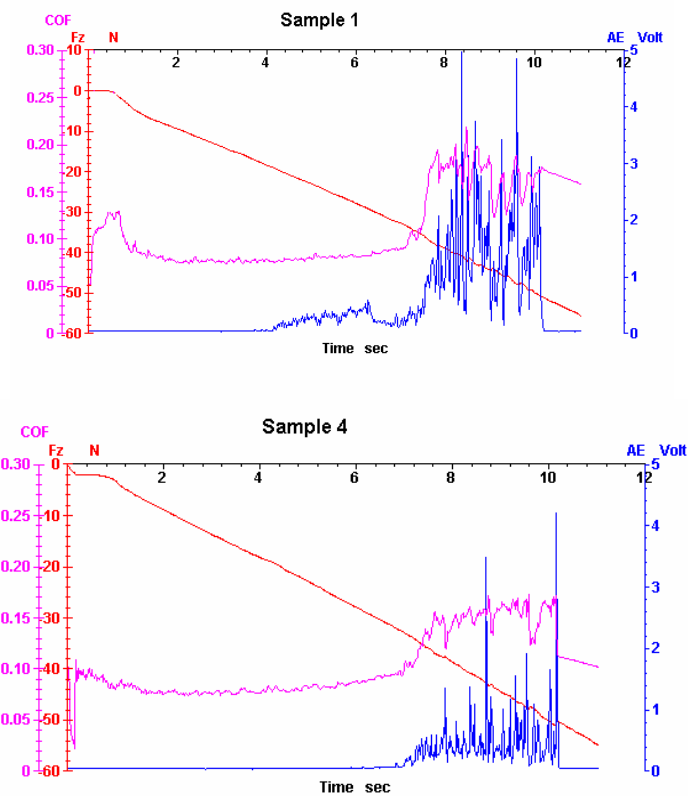 COF
Sample 1
Fz N
AE Volt
0.30 10
2 4 6 8 10 12
5
0.25 0
4
-10
0.20 -20
3
0.15 -30
2
0.10 -40
1
0.05 -50
0 -60
0
Time sec
COF
Sample 4
Fz N
AE Volt
0.30 0
2 4 6 8 10 12
5
0.25 -10
4
0.20 -20
3
0.15 -30
2
0.10 -40
1
0.05 -50
0 -60
0
Time sec